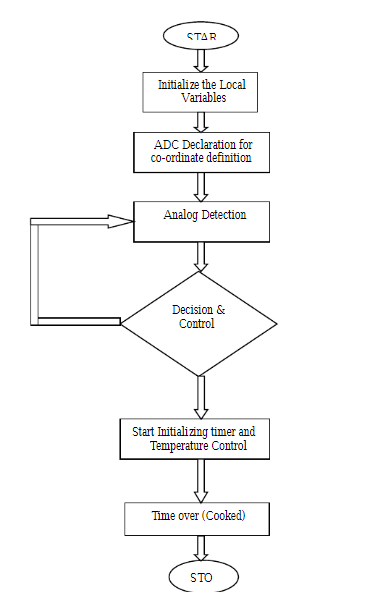 STAR
Initialize the Local
Variables
ADC Declaration for
co-ordinate definition
Analog Detection
Decision &
Control
Start Initializing timer and
Temperature Control
Time over (Cooked)
STO